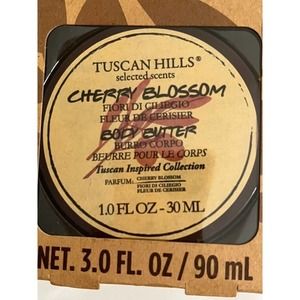 TUSCAN HILLS®
selected scents
CHERRY BLOSSOM
FIORI DI CILIEGIO
FLEUR DE CERISIER
BODY BUTTER
BURRO CORPO
BEURRE POUR LE CORPS
Tuscan Inspired Collection
PARFUM: CHERRY BLOSSOM
FIORI DI CILIEGIO
FLEUR DE CERISIER
1.0 FL OZ - 30 ML
NET. 3.0 FL. OZ / 90 mL